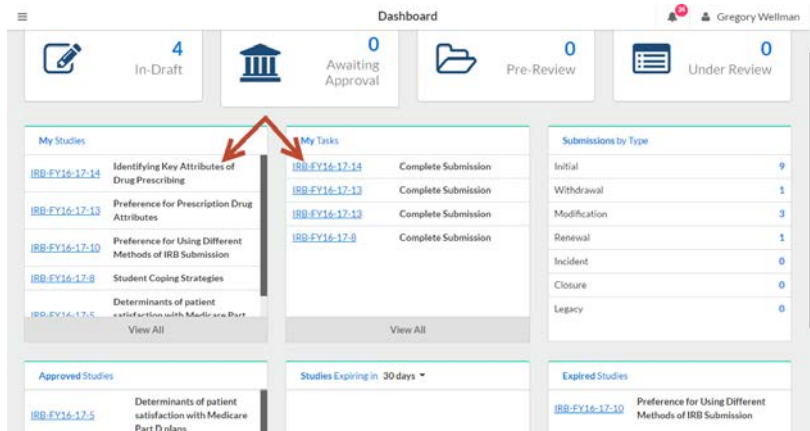 Dashboard
24
Gregory Wellman
4
In-Draft
0
Awaiting
Approval
0
Pre-Review
0
Under Review
My Studies
IRB-FY16-17-14
Identifying Key Attributes of
Drug Prescribing
IRB-FY16-17-13
Preference for Prescription Drug
Attributes
IRB-FY16-17-10
Preference for Using Different
Methods of IRB Submission
IRB-FY16-17-8 Student Coping Strategies
IRB-FY16-17-5
Determinants of patient
satisfaction with Medicare Part
View All
My Tasks
IRB-FY16-17-14 Complete Submission
IRB-FY16-17-13 Complete Submission
IRB-FY16-17-13 Complete Submission
IRB-FY16-17-8 Complete Submission
View All
Submissions by Type
Initial 9
Withdrawal 1
Modification 3
Renewal 1
Incident 0
Closure 0
Legacy 0
Approved Studies
IRB-FY16-17-5
Determinants of patient
satisfaction with Medicare
Part D plans
Studies Expiring in 30 days
Expired Studies
IRB-FY16-17-10
Preference for Using Different
Methods of IRB Submission